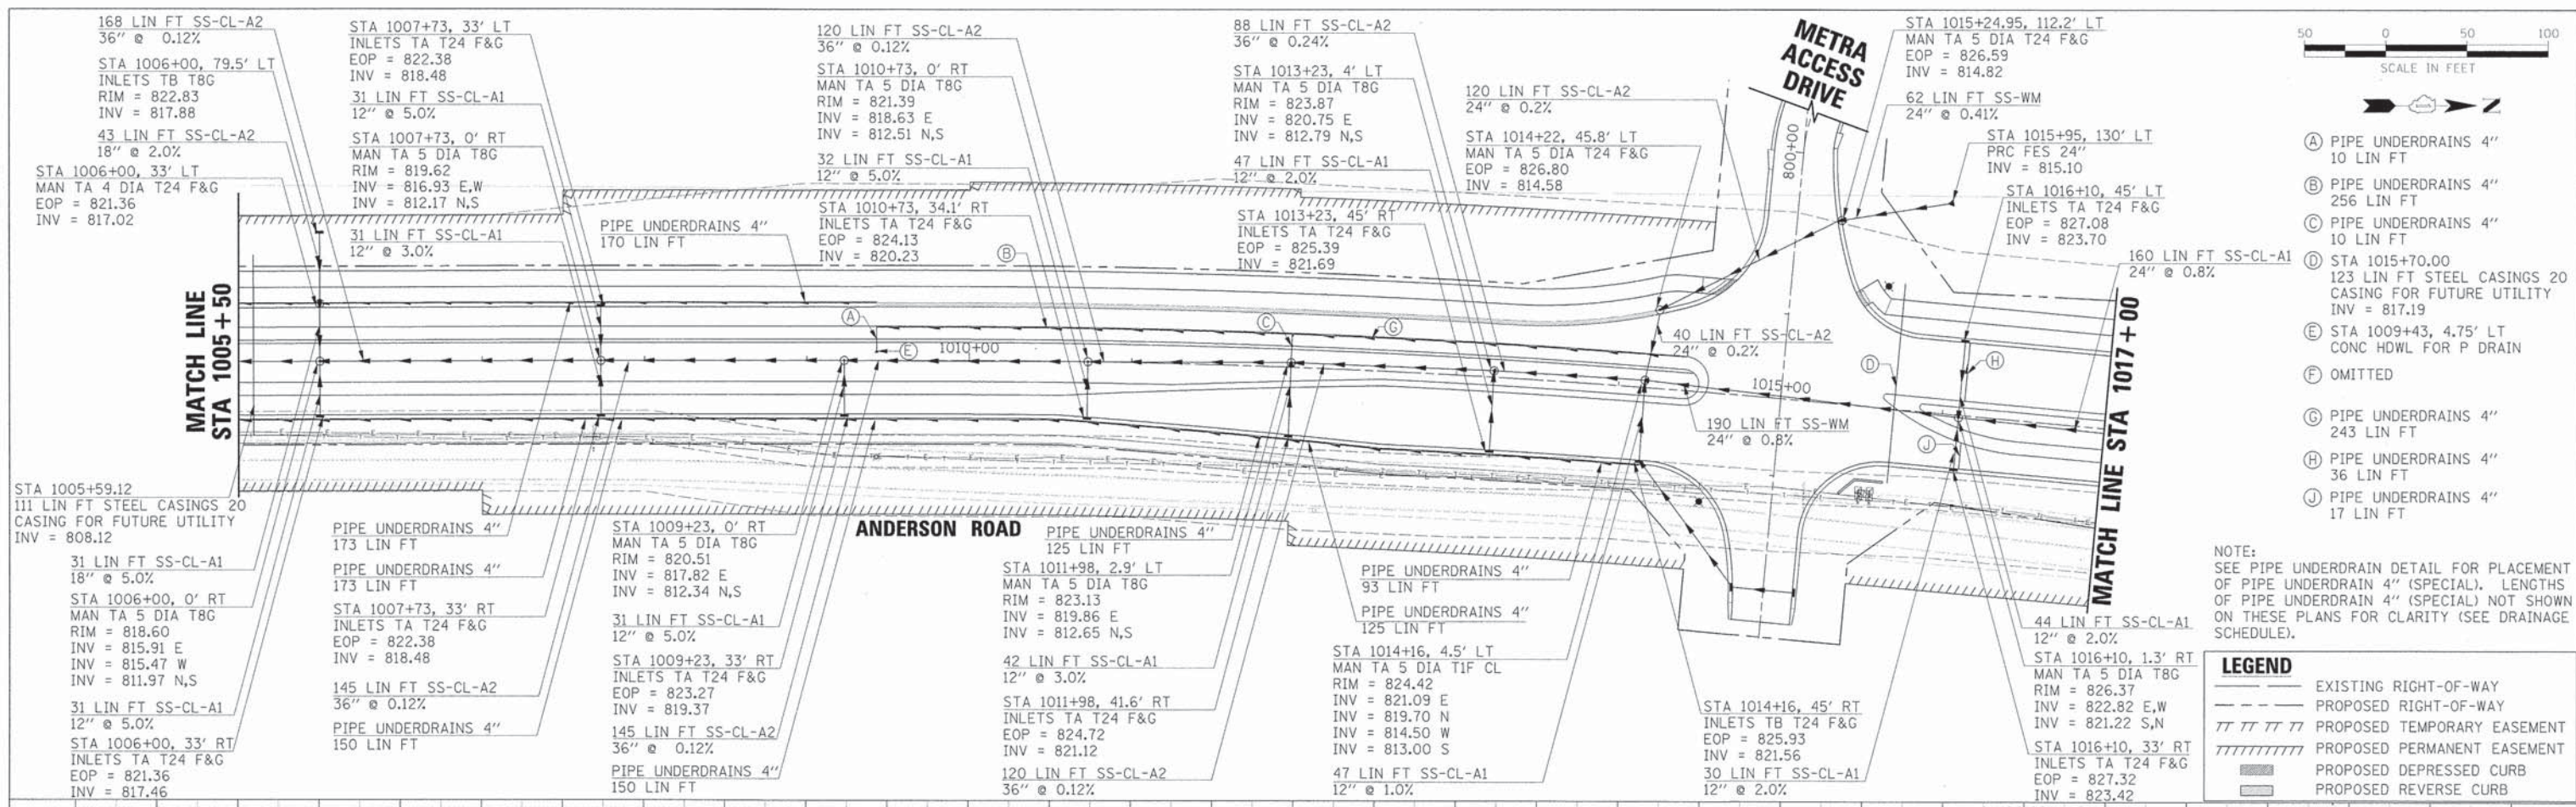 168 LIN FT SS-CL-A2
36" @ 0.12%
STA 1006+00, 79.5' LT
INLETS TB T8G
RIM = 822.83
INV = 817.88
43 LIN FT SS-CL-A2
18" @ 2.0%
STA 1006+00, 33' LT
MAN TA 4 DIA T24 F&G
EOP = 821.36
INV = 817.02
STA 1007+73, 33' LT
INLETS TA T24 F&G
EOP = 822.38
INV = 818.48
31 LIN FT SS-CL-A1
12" @ 5.0%
STA 1007+73, 0' RT
MAN TA 5 DIA T8G
RIM = 819.62
INV = 816.93 E,W
INV = 812.17 N,S
31 LIN FT SS-CL-A1
12" @ 3.0%
PIPE UNDERDRAINS 4"
170 LIN FT
120 LIN FT SS-CL-A2
36" @ 0.12%
STA 1010+73, 0' RT
MAN TA 5 DIA T8G
RIM = 821.39
INV = 818.63 E
INV = 812.51 N,S
32 LIN FT SS-CL-A1
12" @ 5.0%
STA 1010+73, 34.1' RT
INLETS TA T24 F&G
EOP = 824.13
INV = 820.23
88 LIN FT SS-CL-A2
36" @ 0.24%
STA 1013+23, 4' LT
MAN TA 5 DIA T8G
RIM = 823.87
INV = 820.75 E
INV = 812.79 N,S
47 LIN FT SS-CL-A1
12" @ 2.0%
STA 1013+23, 45' RT
INLETS TA T24 F&G
EOP = 825.39
INV = 821.69
120 LIN FT SS-CL-A2
24" @ 0.2%
STA 1014+22, 45.8' LT
MAN TA 5 DIA T24 F&G
EOP = 826.80
INV = 814.58
METRA
ACCESS
DRIVE
800+00
STA 1015+24.95, 112.2' LT
MAN TA 5 DIA T24 F&G
EOP = 826.59
INV = 814.82
62 LIN FT SS-WM
24" @ 0.41%
STA 1015+95, 130' LT
PRC FES 24"
INV = 815.10
STA 1016+10, 45' LT
INLETS TA T24 F&G
EOP = 827.08
INV = 823.70
160 LIN FT SS-CL-A1
24" @ 0.8%
50 0 50 100
SCALE IN FEET
A PIPE UNDERDRAINS 4"
10 LIN FT
B PIPE UNDERDRAINS 4"
256 LIN FT
C PIPE UNDERDRAINS 4"
10 LIN FT
D STA 1015+70.00
123 LIN FT STEEL CASINGS 20
CASING FOR FUTURE UTILITY
INV = 817.19
E STA 1009+43, 4.75' LT
CONC HDWL FOR P DRAIN
F OMITTED
G PIPE UNDERDRAINS 4"
243 LIN FT
H PIPE UNDERDRAINS 4"
36 LIN FT
J PIPE UNDERDRAINS 4"
17 LIN FT
MATCH LINE
STA 1005+50
A
B
C
D
E
G
H
J
1010+00
1015+00
40 LIN FT SS-CL-A2
24" @ 0.2%
190 LIN FT SS-WM
24" @ 0.8%
MATCH LINE STA 1017+00
ANDERSON ROAD
STA 1005+59.12
111 LIN FT STEEL CASINGS 20
CASING FOR FUTURE UTILITY
INV = 808.12
31 LIN FT SS-CL-A1
18" @ 5.0%
STA 1006+00, 0' RT
MAN TA 5 DIA T8G
RIM = 818.60
INV = 815.91 E
INV = 815.47 W
INV = 811.97 N,S
31 LIN FT SS-CL-A1
12" @ 5.0%
STA 1006+00, 33' RT
INLETS TA T24 F&G
EOP = 821.36
INV = 817.46
PIPE UNDERDRAINS 4"
173 LIN FT
PIPE UNDERDRAINS 4"
173 LIN FT
STA 1007+73, 33' RT
INLETS TA T24 F&G
EOP = 822.38
INV = 818.48
145 LIN FT SS-CL-A2
36" @ 0.12%
PIPE UNDERDRAINS 4"
150 LIN FT
STA 1009+23, 0' RT
MAN TA 5 DIA T8G
RIM = 820.51
INV = 817.82 E
INV = 812.34 N,S
31 LIN FT SS-CL-A1
12" @ 5.0%
STA 1009+23, 33' RT
INLETS TA T24 F&G
EOP = 823.27
INV = 819.37
145 LIN FT SS-CL-A2
36" @ 0.12%
PIPE UNDERDRAINS 4"
150 LIN FT
PIPE UNDERDRAINS 4"
125 LIN FT
STA 1011+98, 2.9' LT
MAN TA 5 DIA T8G
RIM = 823.13
INV = 819.86 E
INV = 812.65 N,S
42 LIN FT SS-CL-A1
12" @ 3.0%
STA 1011+98, 41.6' RT
INLETS TA T24 F&G
EOP = 824.72
INV = 821.12
120 LIN FT SS-CL-A2
36" @ 0.12%
PIPE UNDERDRAINS 4"
93 LIN FT
PIPE UNDERDRAINS 4"
125 LIN FT
STA 1014+16, 4.5' LT
MAN TA 5 DIA T1F CL
RIM = 824.42
INV = 821.09 E
INV = 819.70 N
INV = 814.50 W
INV = 813.00 S
47 LIN FT SS-CL-A1
12" @ 1.0%
STA 1014+16, 45' RT
INLETS TB T24 F&G
EOP = 825.93
INV = 821.56
30 LIN FT SS-CL-A1
12" @ 2.0%
44 LIN FT SS-CL-A1
12" @ 2.0%
STA 1016+10, 1.3' RT
MAN TA 5 DIA T8G
RIM = 826.37
INV = 822.82 E,W
INV = 821.22 S,N
STA 1016+10, 33' RT
INLETS TA T24 F&G
EOP = 827.32
INV = 823.42
NOTE:
SEE PIPE UNDERDRAIN DETAIL FOR PLACEMENT
OF PIPE UNDERDRAIN 4" (SPECIAL). LENGTHS
OF PIPE UNDERDRAIN 4" (SPECIAL) NOT SHOWN
ON THESE PLANS FOR CLARITY (SEE DRAINAGE
SCHEDULE).
LEGEND
EXISTING RIGHT-OF-WAY
PROPOSED RIGHT-OF-WAY
PROPOSED TEMPORARY EASEMENT
PROPOSED PERMANENT EASEMENT
PROPOSED DEPRESSED CURB
PROPOSED REVERSE CURB